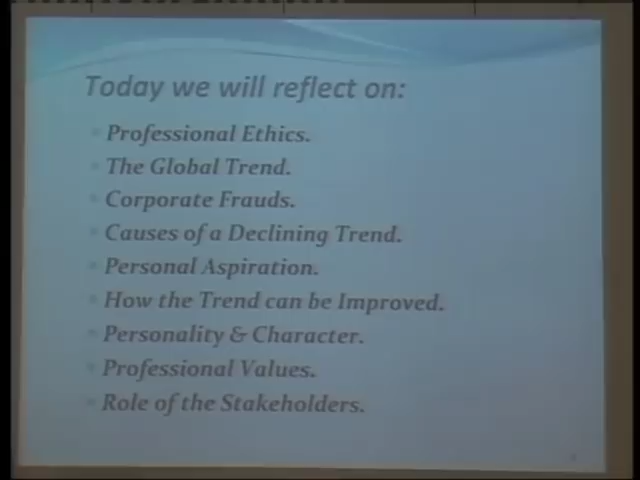 Today we will reflect on:
Professional Ethics.
The Global Trend.
Corporate Frauds.
Causes of a Declining Trend.
Personal Aspiration.
How the Trend can be Improved.
Personality & Character.
Professional Values.
Role of the Stakeholders.